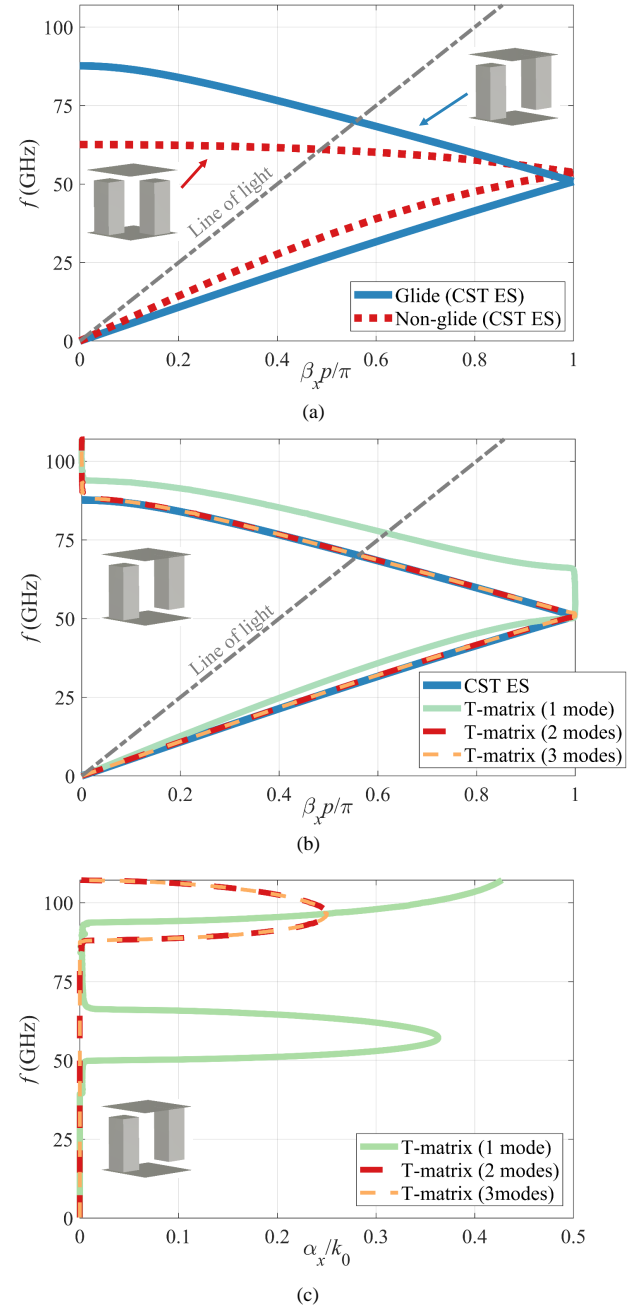 100
75
50
25
0
f (GHz)
Line of light
Glide (CST ES)
Non-glide (CST ES)
0 0.2 0.4 0.6 0.8 1
βₓp/π
(a)
100
75
50
25
0
f (GHz)
Line of light
CST ES
T-matrix (1 mode)
T-matrix (2 modes)
T-matrix (3 modes)
0 0.2 0.4 0.6 0.8 1
βₓp/π
(b)
100
75
50
25
0
f (GHz)
T-matrix (1 mode)
T-matrix (2 modes)
T-matrix (3modes)
0 0.1 0.2 0.3 0.4 0.5
αₓ/k₀
(c)